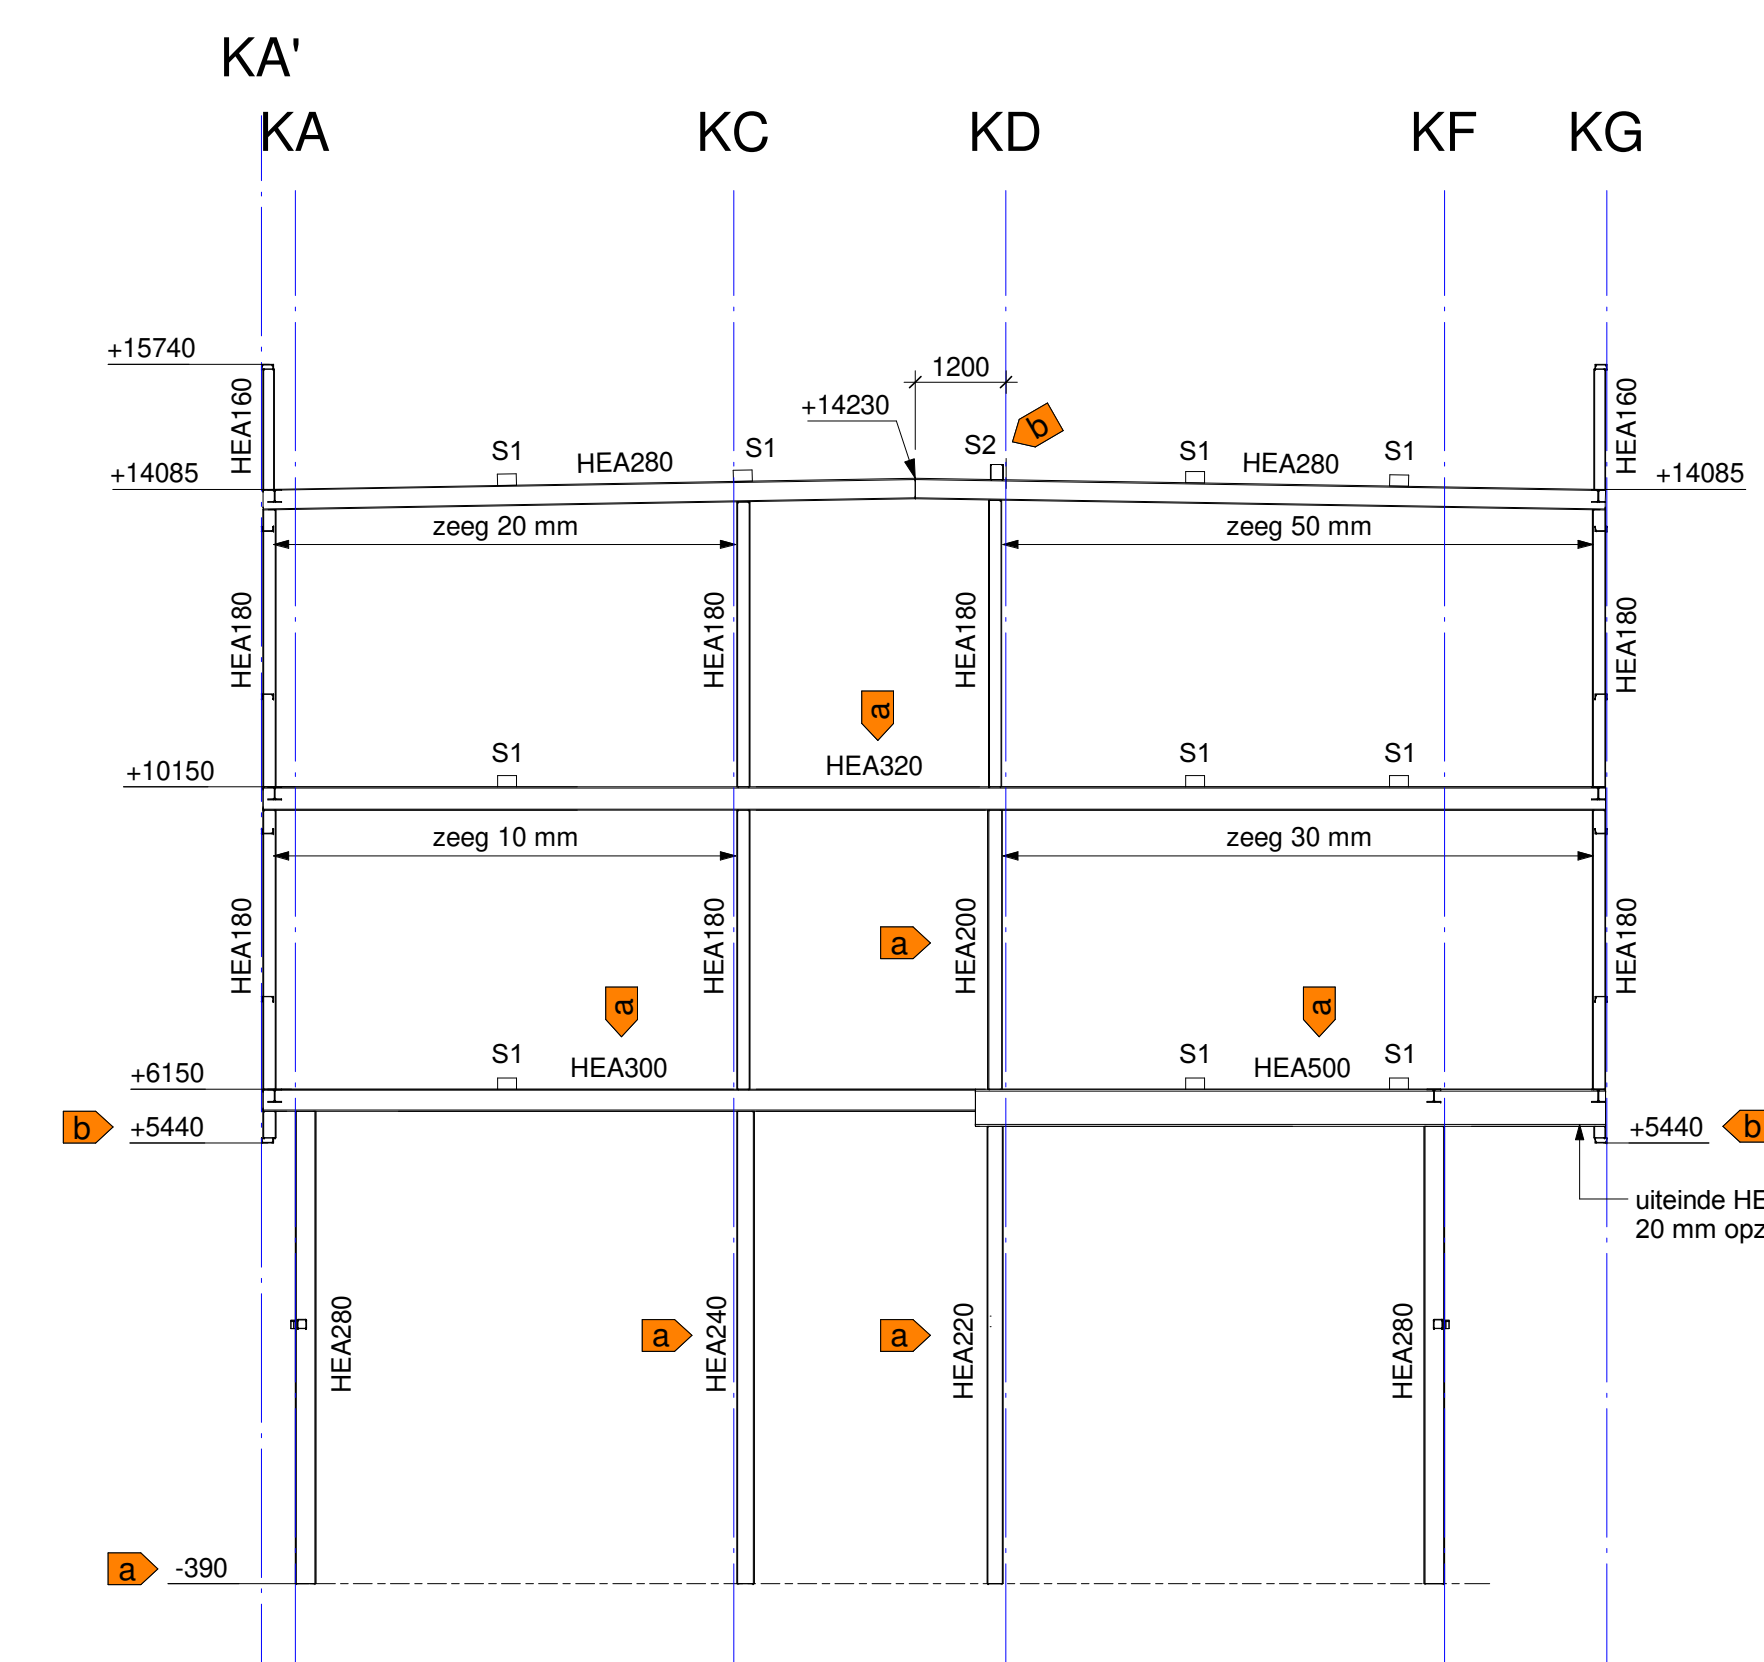 KA'
KA KC KD KF KG
+15740
1200
+14230
HEA160
HEA160
S1 HEA280 S1 S2 b S1 HEA280 S1
+14085
+14085
zeeg 20 mm
zeeg 50 mm
HEA180
HEA180
HEA180
HEA180
a
S1 HEA320 S1 S1
+10150
zeeg 10 mm
zeeg 30 mm
HEA180
HEA180
a
HEA200
HEA180
a
a
S1 HEA300 S1 HEA500 S1
+6150
b +5440
+5440 b
uiteinde HE
20 mm opz
HEA280
a HEA240
a HEA220
HEA280
a -390